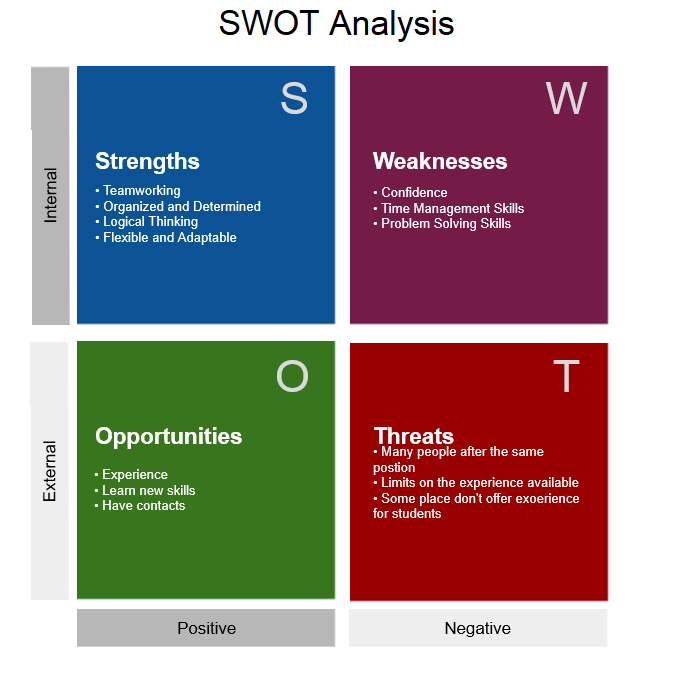 SWOT Analysis
Internal
S
Strengths
• Teamworking
• Organized and Determined
• Logical Thinking
• Flexible and Adaptable
W
Weaknesses
• Confidence
• Time Management Skills
• Problem Solving Skills
External
O
Opportunities
• Experience
• Learn new skills
• Have contacts
T
Threats
• Many people after the same
postion
• Limits on the experience available
• Some place don't offer exoerience
for students
Positive
Negative